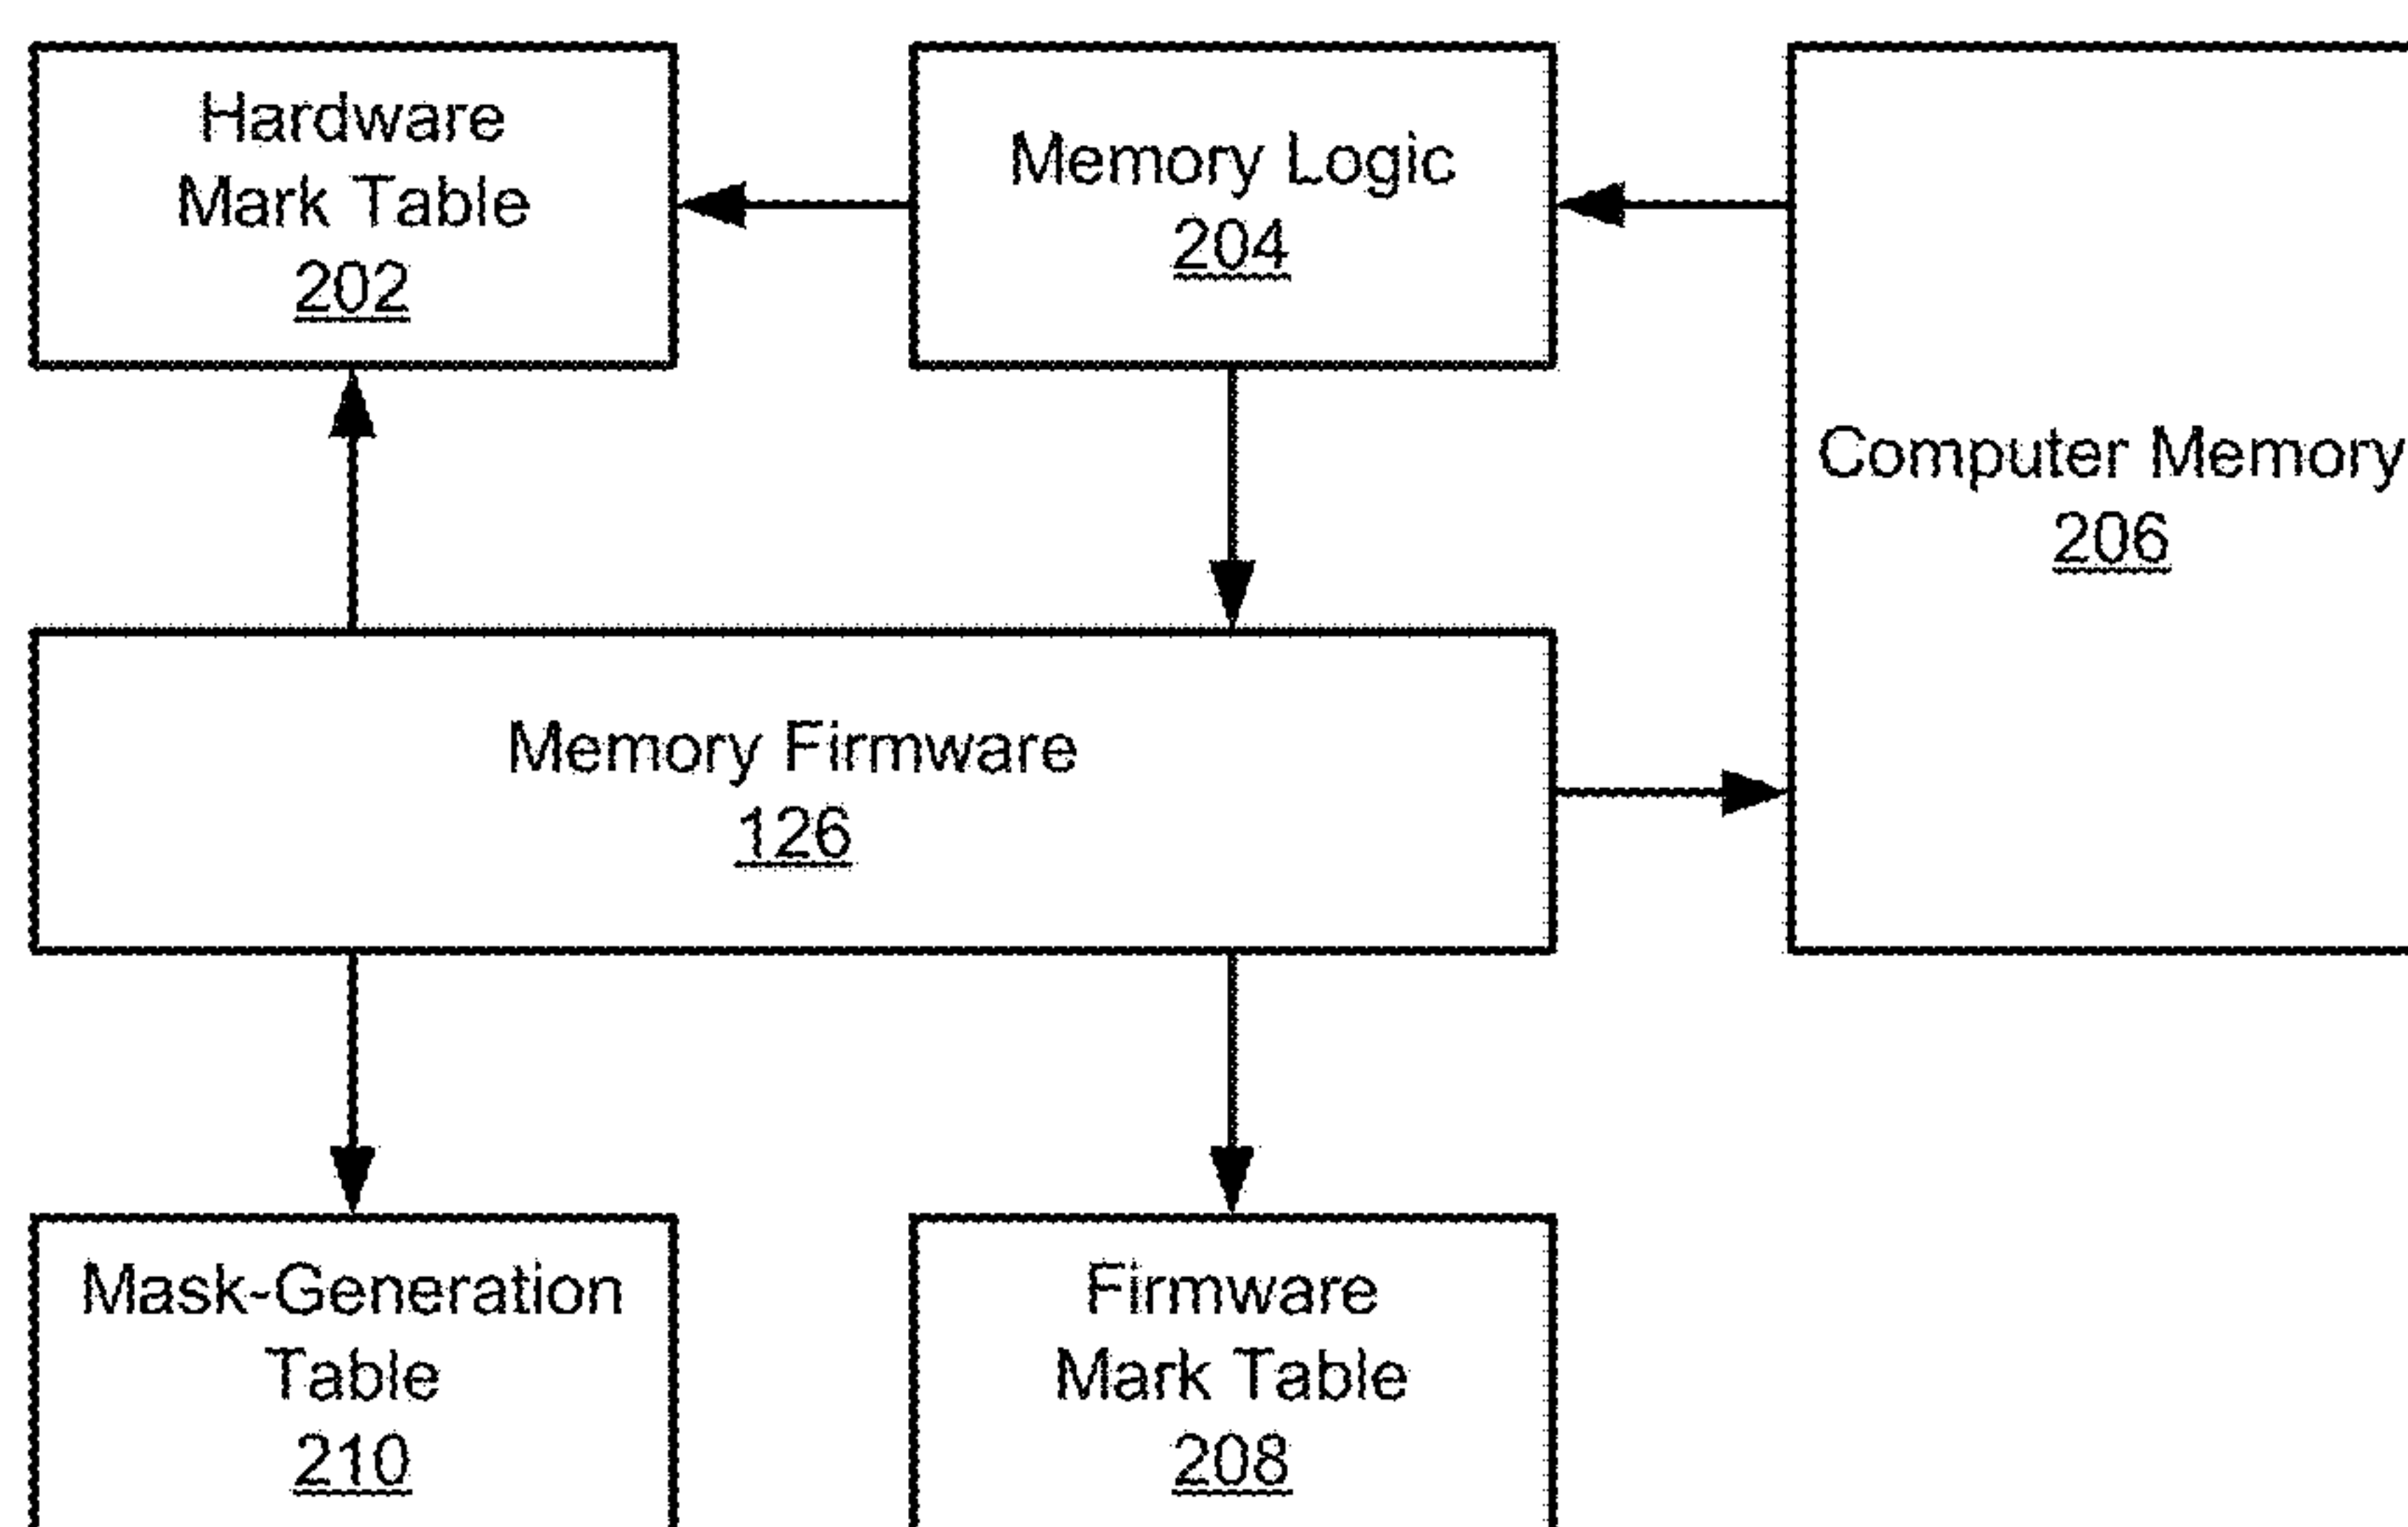 Hardware
Mark Table
202
Memory Logic
204
Computer Memory
206
Memory Firmware
126
Mask-Generation
Table
210
Firmware
Mark Table
208